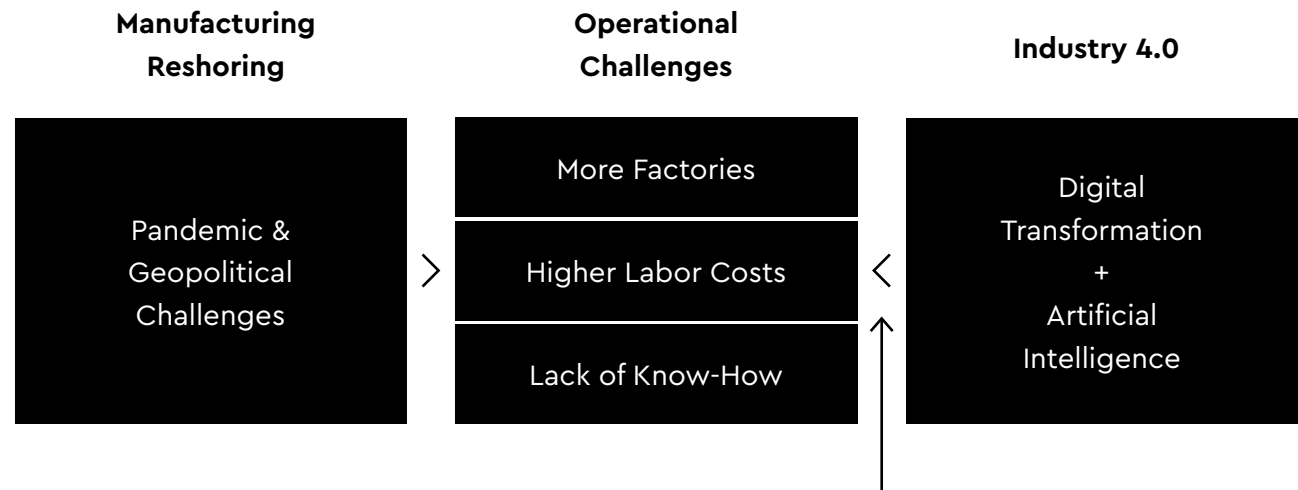 Manufacturing
Reshoring
Operational
Challenges
Industry 4.0
Pandemic &
Geopolitical
Challenges
More Factories
Higher Labor Costs
Lack of Know-How
Digital
Transformation
+
Artificial
Intelligence